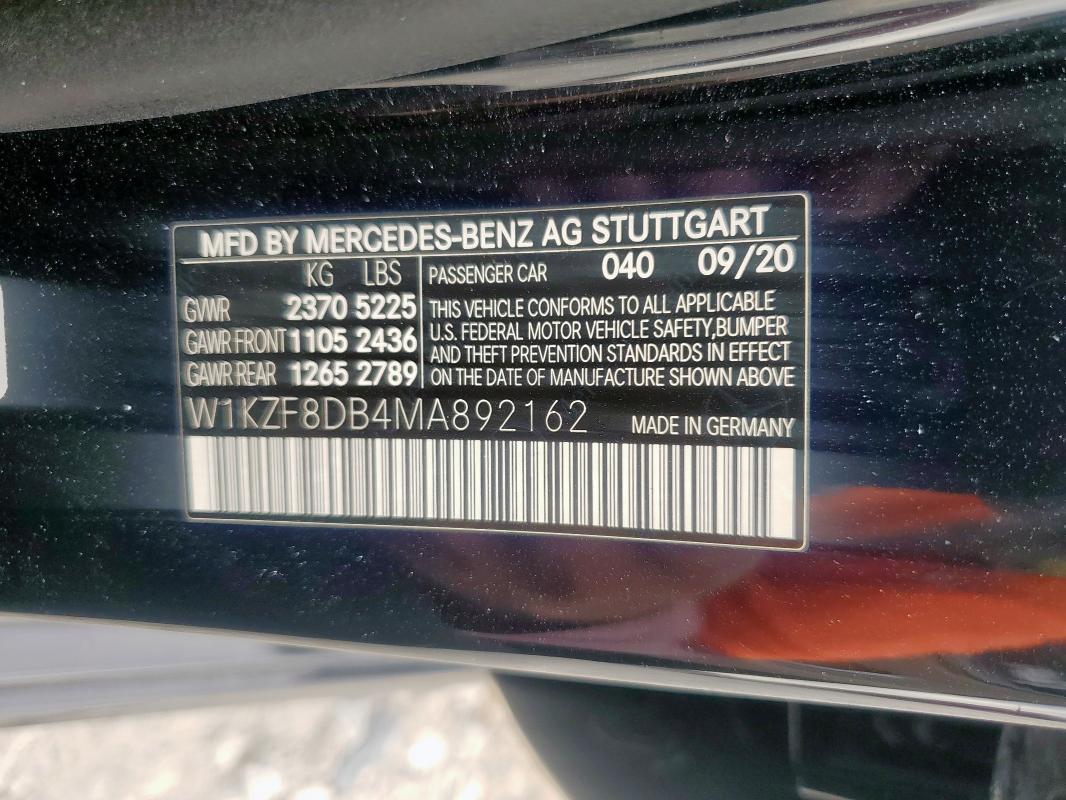 MFD BY MERCEDES-BENZ AG STUTTGART
KG LBS
GVWR 2370 5225
GAWR FRONT 1105 2436
GAWR REAR 1265 2789
PASSENGER CAR 040 09/20
THIS VEHICLE CONFORMS TO ALL APPLICABLE
U.S. FEDERAL MOTOR VEHICLE SAFETY,BUMPER
AND THEFT PREVENTION STANDARDS IN EFFECT
ON THE DATE OF MANUFACTURE SHOWN ABOVE
W1KZF8DB4MA892162 MADE IN GERMANY